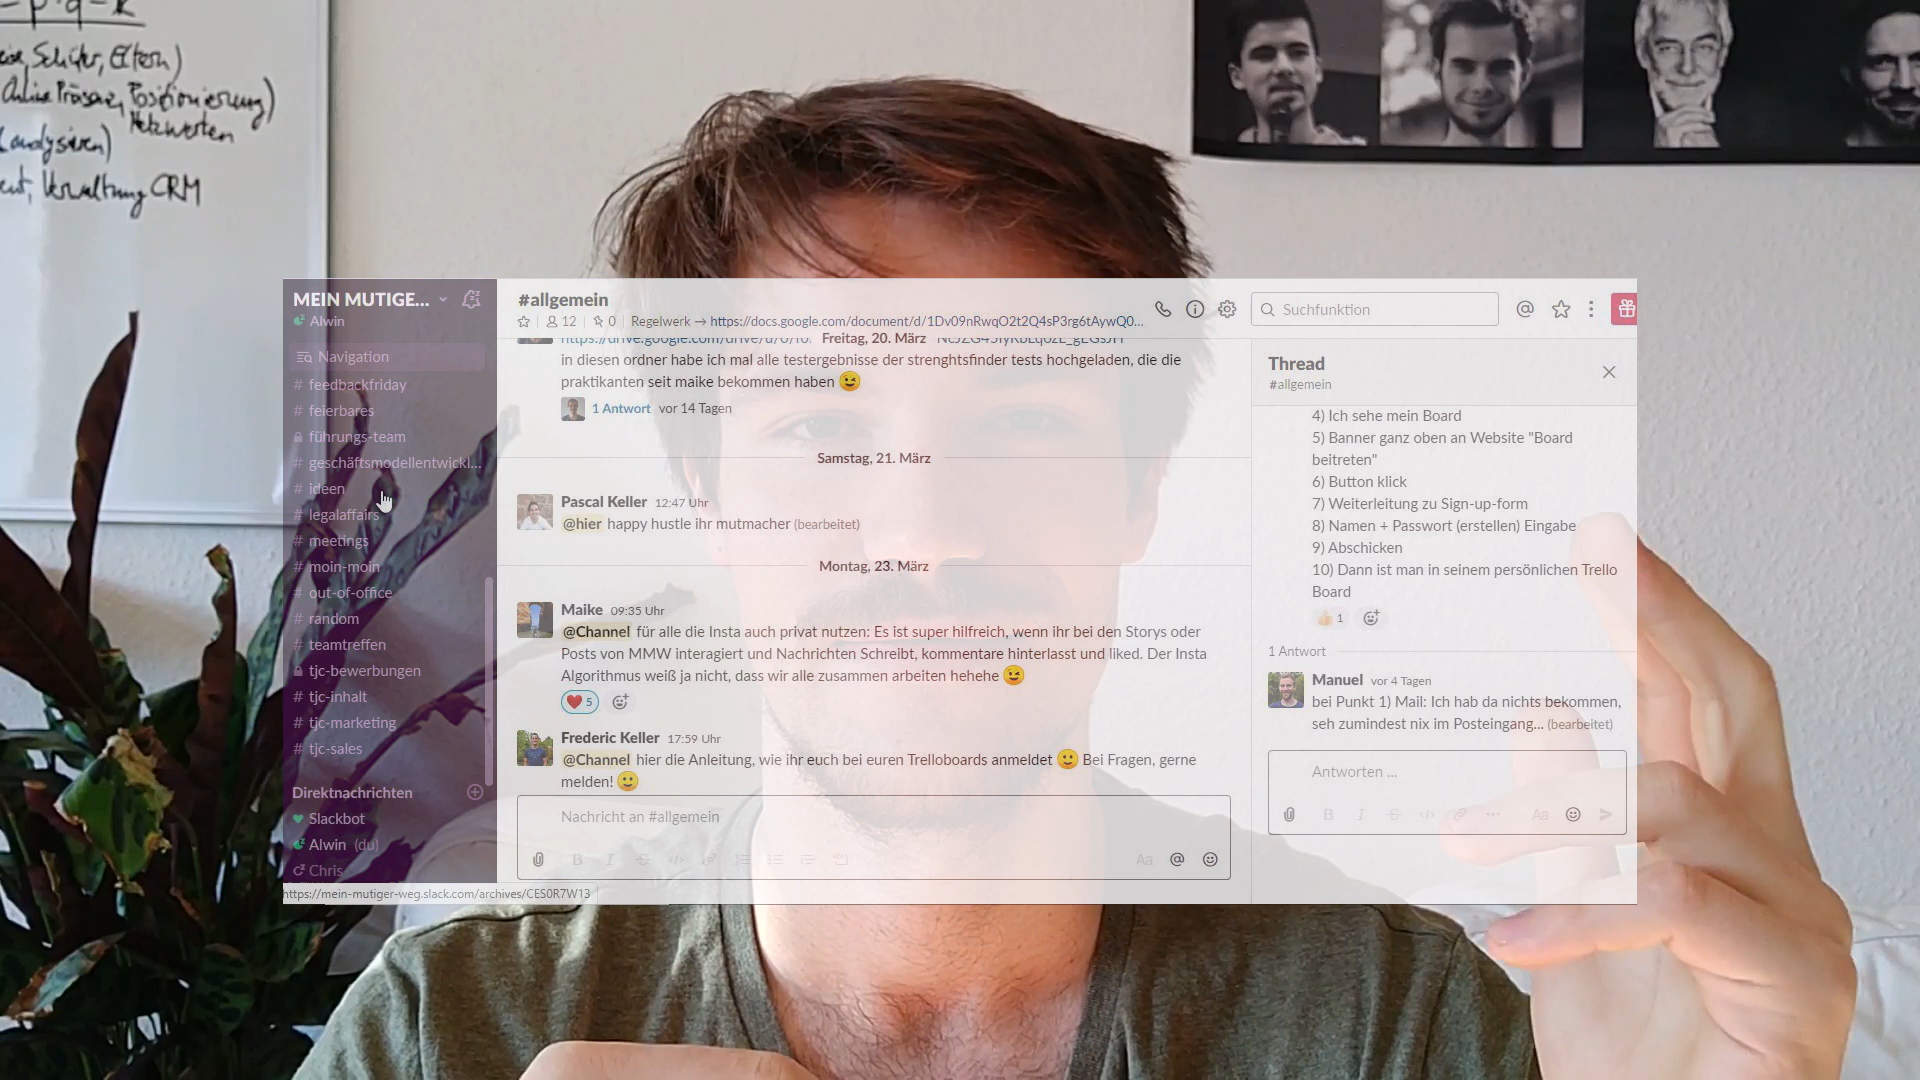 Online Präsenz, Positionierung)
Netzwerken
(analysieren)
Verwaltung CRM
MEIN MUTIGE...
Alwin
Navigation
# feedbackfriday
# feierbares
führungs-team
# geschäftsmodellentwickl...
# ideen
# legalaffairs
# meetings
# moin-moin
# out-of-office
# random
# teamtreffen
tjc-bewerbungen
# tjc-inhalt
# tjc-marketing
# tjc-sales
Direktnachrichten
Slackbot
Alwin (du)
Chris
https://mein-mutiger-weg.slack.com/archives/CES0R7W13
#allgemein
12 | 0 | Regelwerk → https://docs.google.com/document/d/1Dv09nRwqO2t2Q4sP3rg6tAywQ0...
Suchfunktion
Freitag, 20. März
in diesen ordner habe ich mal alle testergebnisse der strenghtsfinder tests hochgeladen, die die
praktikanten seit maike bekommen haben 😉
1 Antwort vor 14 Tagen
Samstag, 21. März
Pascal Keller 12:47 Uhr
@hier happy hustle ihr mutmacher (bearbeitet)
Montag, 23. März
Maike 09:35 Uhr
@Channel für alle die Insta auch privat nutzen: Es ist super hilfreich, wenn ihr bei den Storys oder
Posts von MMW interagiert und Nachrichten Schreibt, kommentare hinterlasst und liked. Der Insta
Algorithmus weiß ja nicht, dass wir alle zusammen arbeiten hehehe 😉
❤️ 5
Frederic Keller 17:59 Uhr
@Channel hier die Anleitung, wie ihr euch bei euren Trelloboards anmeldet 🙂 Bei Fragen, gerne
melden! 🙂
Nachricht an #allgemein
Aa
Thread
#allgemein
4) Ich sehe mein Board
5) Banner ganz oben an Website "Board
beitreten"
6) Button klick
7) Weiterleitung zu Sign-up-form
8) Namen + Passwort (erstellen) Eingabe
9) Abschicken
10) Dann ist man in seinem persönlichen Trello
Board
👍 1
1 Antwort
Manuel vor 4 Tagen
bei Punkt 1) Mail: Ich hab da nichts bekommen,
seh zumindest nix im Posteingang... (bearbeitet)
Antworten ...
Aa